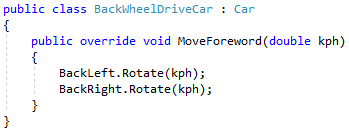 public class BackWheelDriveCar : Car
{
    public override void MoveForeword(double kph)
    {
        BackLeft.Rotate(kph);
        BackRight.Rotate(kph);
    }
}